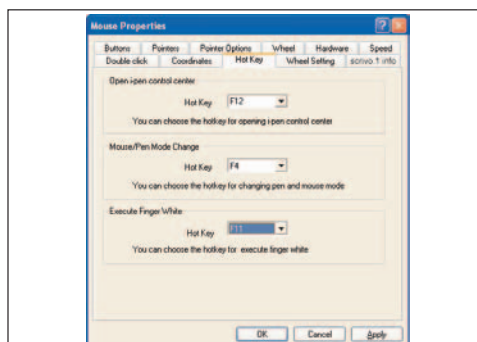 Mouse Properties
Buttons Pointers Pointer Options Wheel Hardware Speed
Double click Coordinates Hot Key Wheel Setting scrivo.1 info
Open i-pen control center
Hot Key F12
You can choose the hotkey for opening i-pen control center
Mouse/Pen Mode Change
Hot Key F4
You can choose the hotkey for changing pen and mouse mode
Execute Finger White
Hot Key F11
You can choose the hotkey for execute finger white
OK Cancel Apply